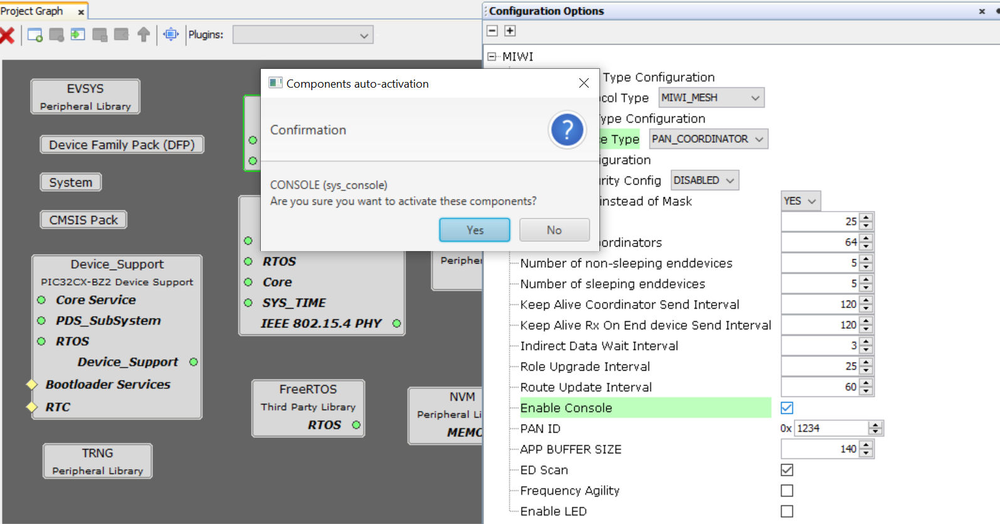 Project Graph
Plugins:
EVSYS
Peripheral Library
Device Family Pack (DFP)
System
CMSIS Pack
Device_Support
PIC32CX-BZ2 Device Support
Core Service
PDS_SubSystem
RTOS
Device_Support
Bootloader Services
RTC
TRNG
Peripheral Library
RTOS
Core
SYS_TIME
IEEE 802.15.4 PHY
FreeRTOS
Third Party Library
RTOS
NVM
Peripheral Li
MEMO
Periphe
Components auto-activation
Confirmation
?
CONSOLE (sys_console)
Are you sure you want to activate these components?
Yes
No
Configuration Options
MIWI
Type Configuration
col Type MIWI_MESH
ype Configuration
e Type PAN_COORDINATOR
iguration
rity Config DISABLED
instead of Mask YES
25
oordinators 64
Number of non-sleeping enddevices 5
Number of sleeping enddevices 5
Keep Alive Coordinator Send Interval 120
Keep Alive Rx On End device Send Interval 120
Indirect Data Wait Interval 3
Role Upgrade Interval 25
Route Update Interval 60
Enable Console
PAN ID 0x 1234
APP BUFFER SIZE 140
ED Scan
Frequency Agility
Enable LED